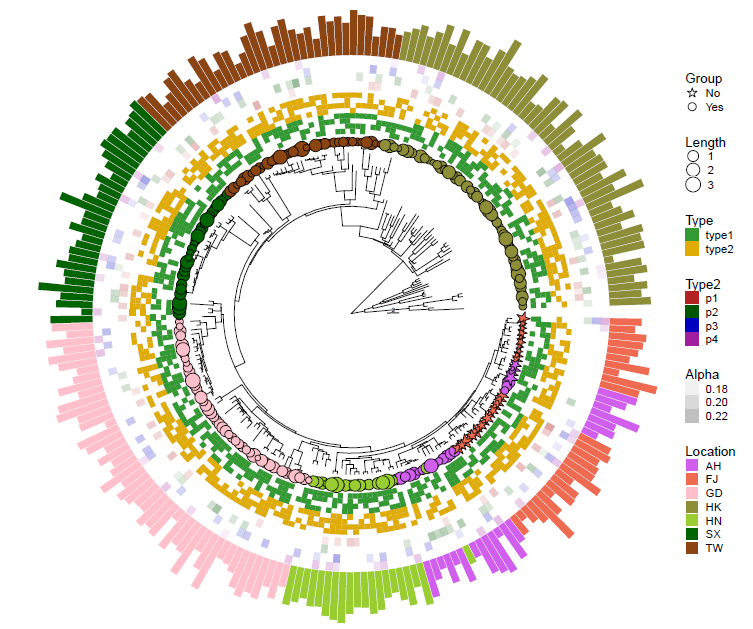 Group
No
Yes
Length
1
2
3
Type
type1
type2
Type2
p1
p2
p3
p4
Alpha
0.18
0.20
0.22
Location
AH
FJ
GD
HK
HN
SX
TW